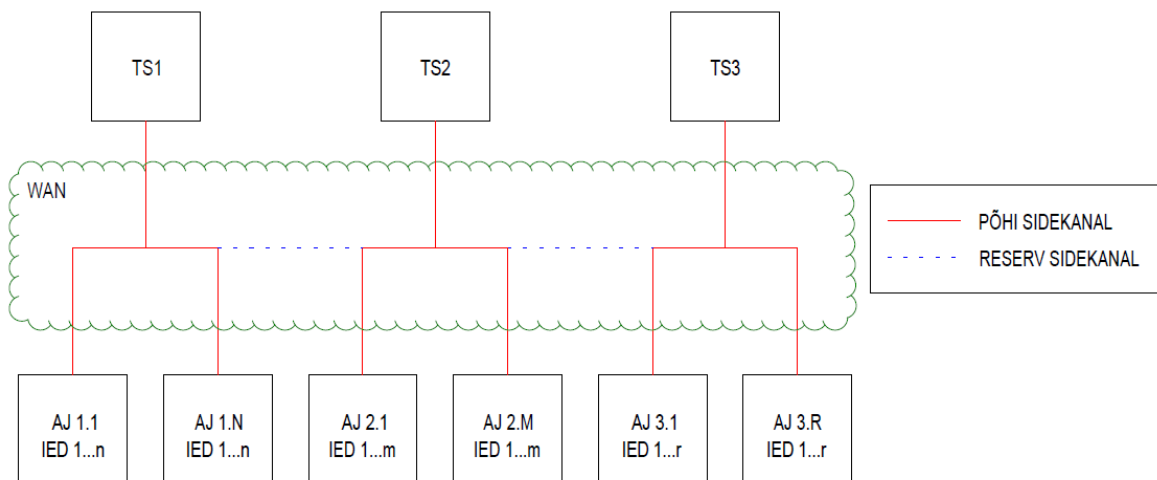 TS1
TS2
TS3
WAN
PÕHI SIDEKANAL
RESERV SIDEKANAL
AJ 1.1
IED 1...n
AJ 1.N
IED 1...n
AJ 2.1
IED 1...m
AJ 2.M
IED 1...m
AJ 3.1
IED 1...r
AJ 3.R
IED 1...r